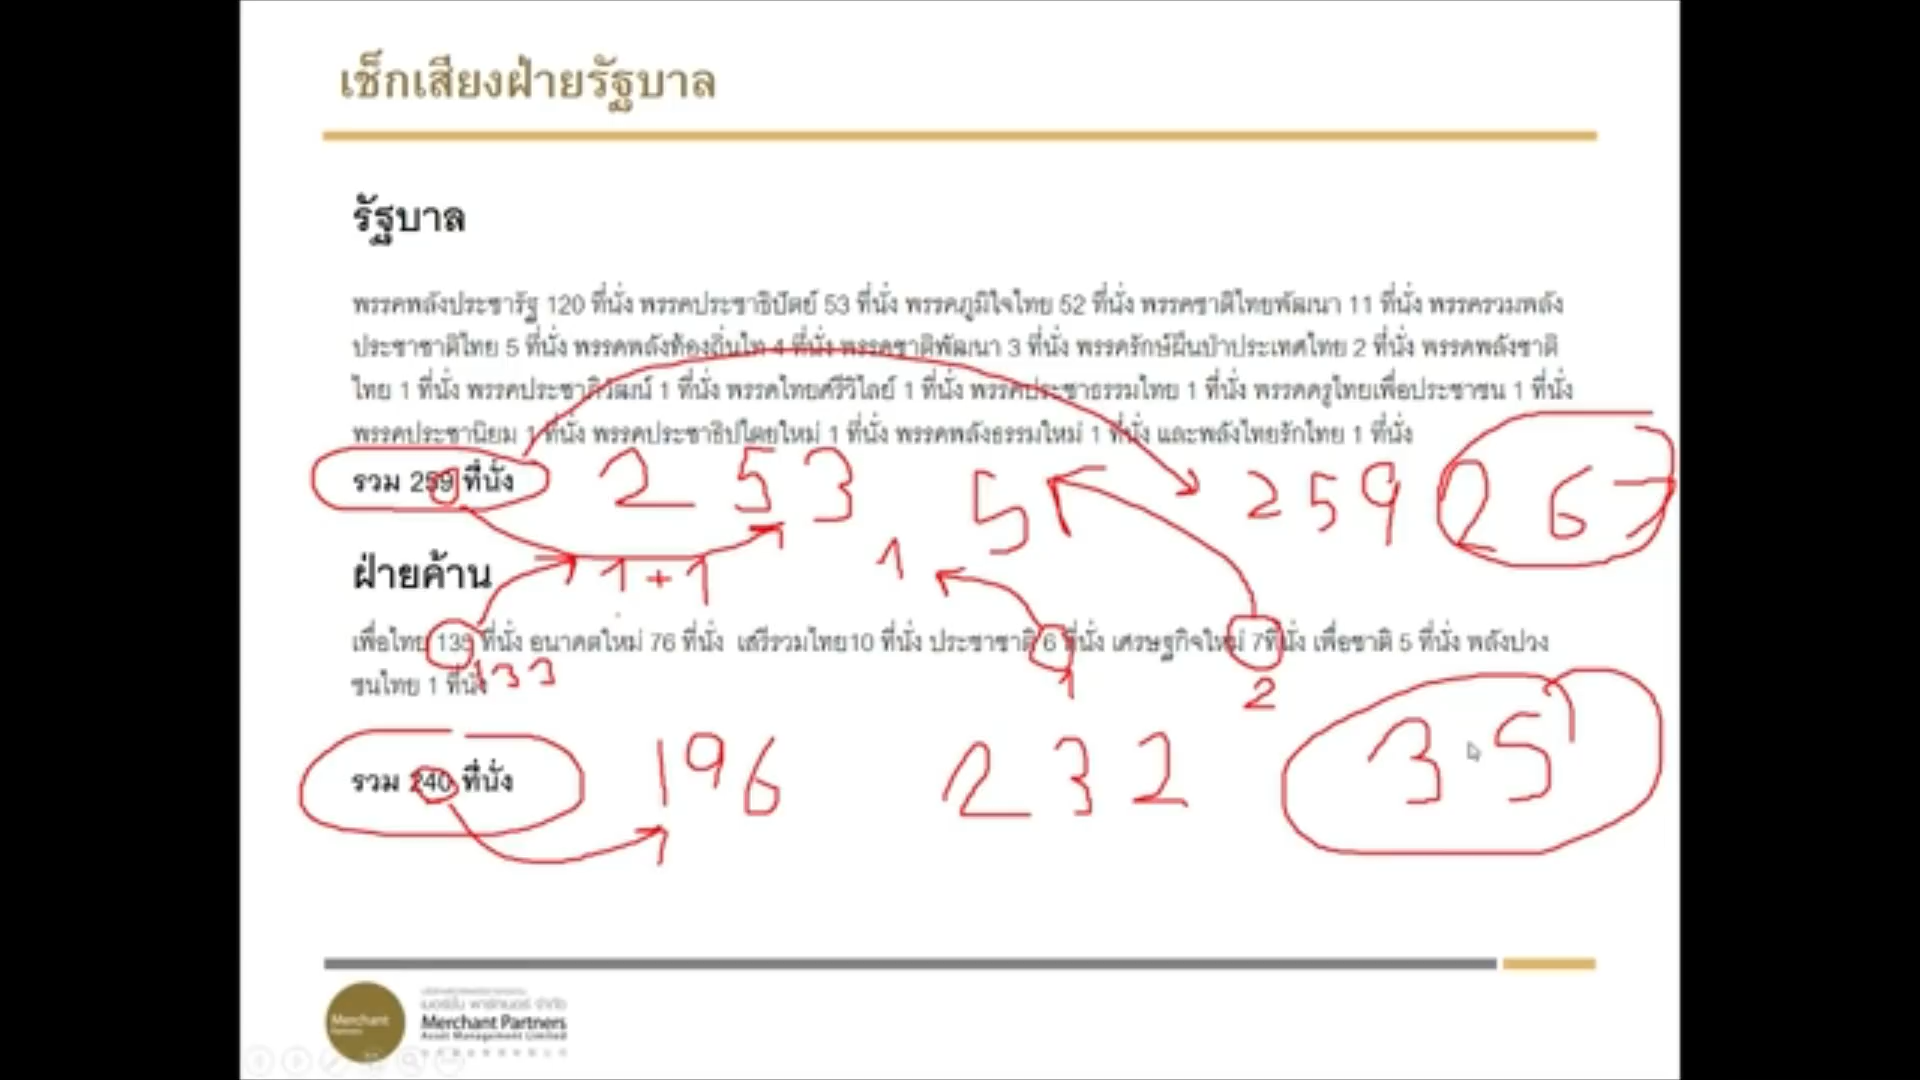 เช็กเสียงฝ่ายรัฐบาล
รัฐบาล
พรรคพลังประชารัฐ 120 ที่นั่ง พรรคประชาธิปัตย์ 53 ที่นั่ง พรรคภูมิใจไทย 52 ที่นั่ง พรรคชาติไทยพัฒนา 11 ที่นั่ง พรรครวมพลัง
ประชาชาติไทย 5 ที่นั่ง พรรคพลังท้องถิ่นไท 4 ที่นั่ง พรรคชาติพัฒนา 3 ที่นั่ง พรรครักษ์ผืนป่าประเทศไทย 2 ที่นั่ง พรรคพลังชาติ
ไทย 1 ที่นั่ง พรรคประชาภิวัฒน์ 1 ที่นั่ง พรรคไทยศรีวิไลย์ 1 ที่นั่ง พรรคประชาธรรมไทย 1 ที่นั่ง พรรคครูไทยเพื่อประชาชน 1 ที่นั่ง
พรรคประชานิยม 1 ที่นั่ง พรรคประชาธิปไตยใหม่ 1 ที่นั่ง พรรคพลังธรรมใหม่ 1 ที่นั่ง และพลังไทยรักไทย 1 ที่นั่ง
รวม 259 ที่นั่ง 253 5 259 267
1+1 1
ฝ่ายค้าน
เพื่อไทย 135 ที่นั่ง อนาคตใหม่ 76 ที่นั่ง เสรีรวมไทย10 ที่นั่ง ประชาชาติ 6 ที่นั่ง เศรษฐกิจใหม่ 7ที่นั่ง เพื่อชาติ 5 ที่นั่ง พลังปวง
ชนไทย 1 ที่นั่ง 133 1 2
รวม 240 ที่นั่ง 196 232 35
Merchant
Partners
Merchant Partners
Asset Management Limited